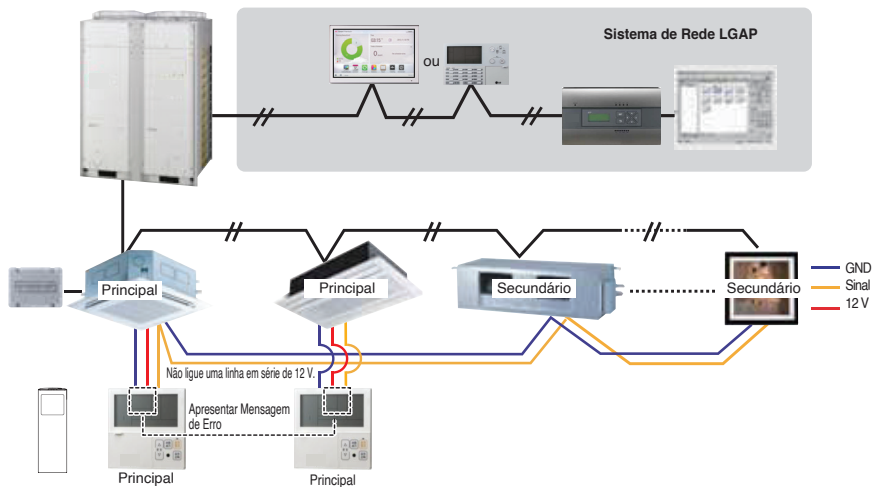 Sistema de Rede LGAP
ou
Principal
Principal
Secundário
Secundário
GND
Sinal
12 V
Não ligue uma linha em série de 12 V.
Apresentar Mensagem
de Erro
Principal
Principal